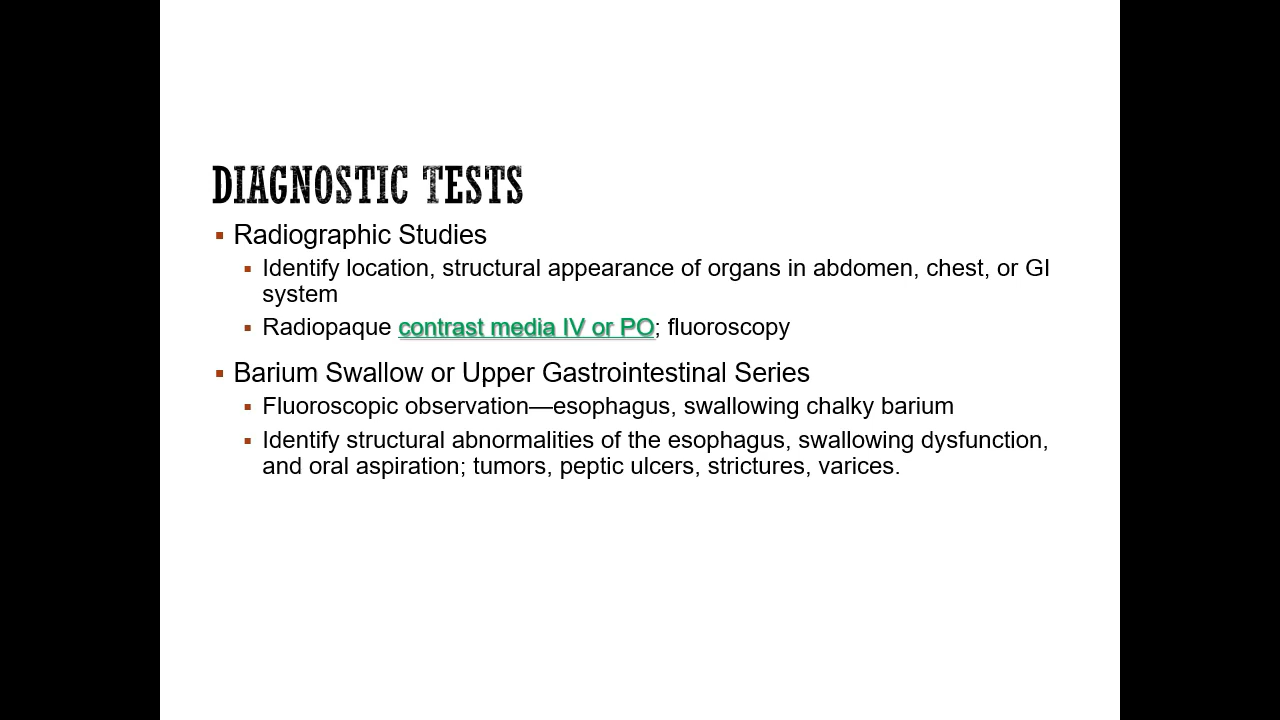 DIAGNOSTIC TESTS
Radiographic Studies
Identify location, structural appearance of organs in abdomen, chest, or GI
system
Radiopaque contrast media IV or PO; fluoroscopy
Barium Swallow or Upper Gastrointestinal Series
Fluoroscopic observation—esophagus, swallowing chalky barium
Identify structural abnormalities of the esophagus, swallowing dysfunction,
and oral aspiration; tumors, peptic ulcers, strictures, varices.